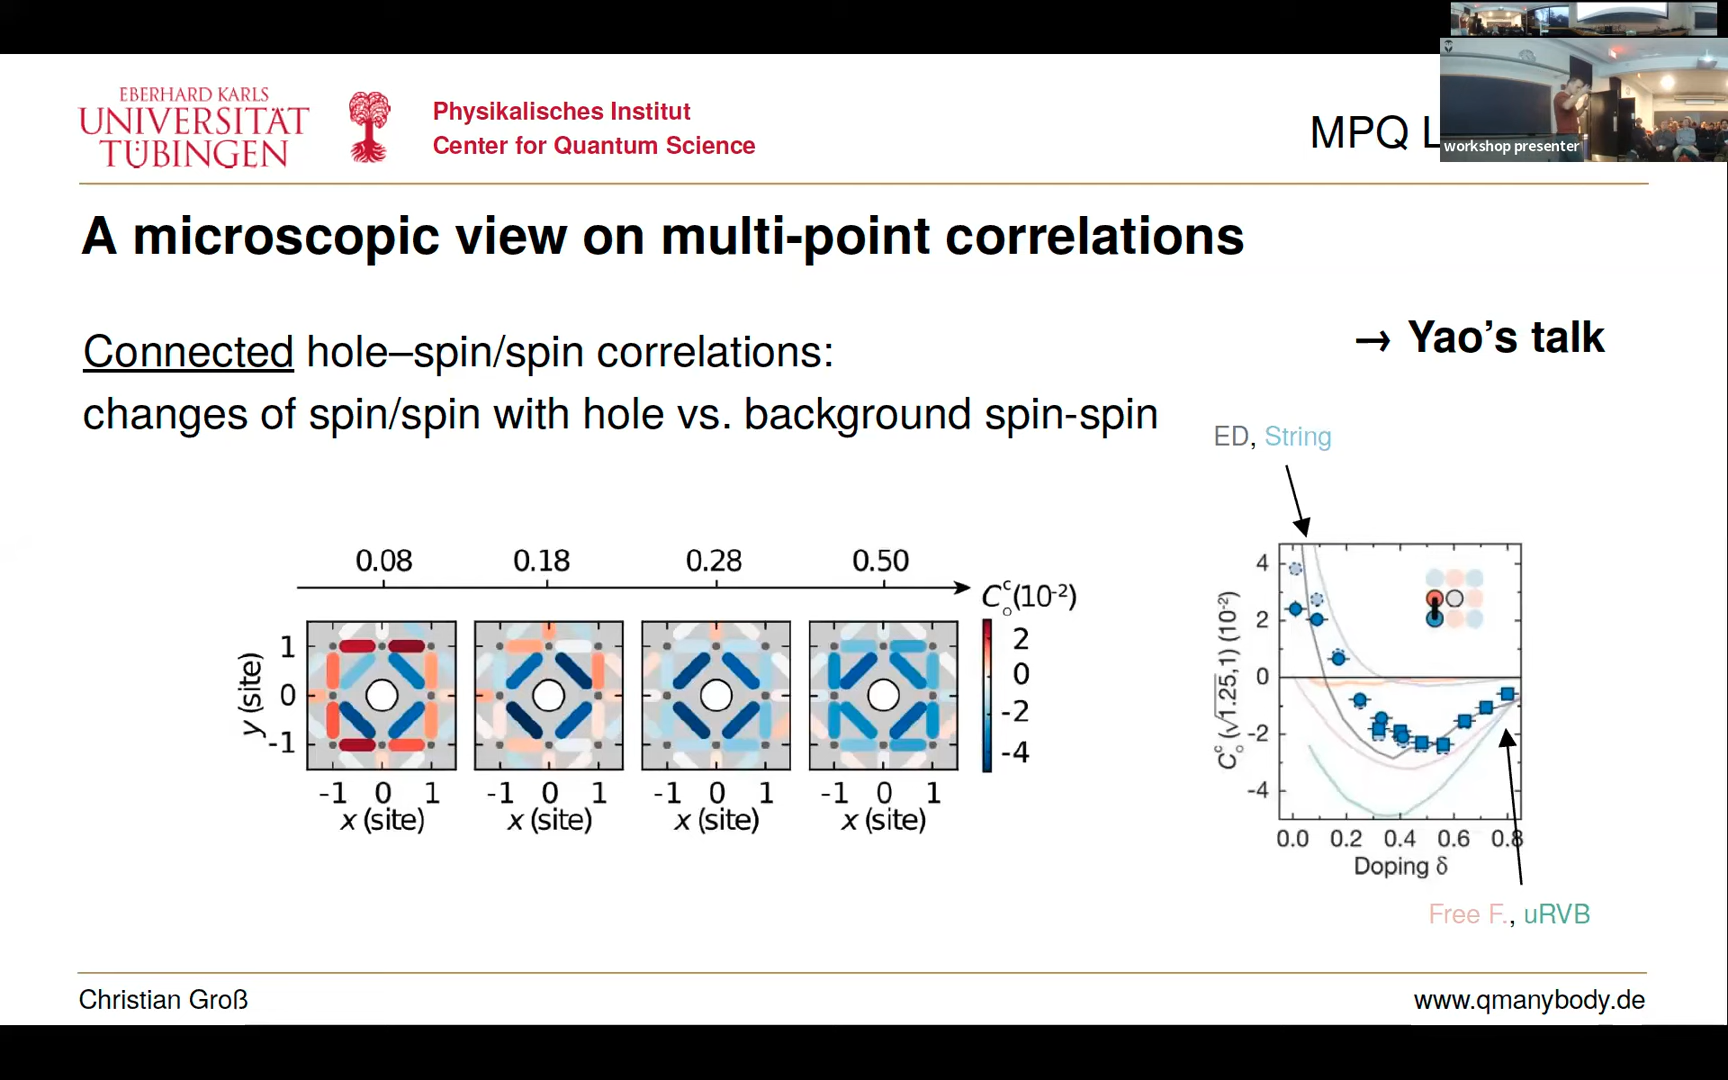 EBERHARD KARLS
UNIVERSITÄT
TÜBINGEN
Physikalisches Institut
Center for Quantum Science
MPQ L
workshop presenter
A microscopic view on multi-point correlations
Connected hole–spin/spin correlations:
changes of spin/spin with hole vs. background spin-spin
→ Yao's talk
ED, String
0.08 0.18 0.28 0.50
C°c (10-2)
y (site)
1
0
-1
-1 0 1
x (site)
-1 0 1
x (site)
-1 0 1
x (site)
-1 0 1
x (site)
2
0
-2
-4
C°c (√1.25,1) (10-2)
4
2
0
-2
-4
0.0 0.2 0.4 0.6 0.8
Doping δ
Free F., uRVB
Christian Groß
www.qmanybody.de